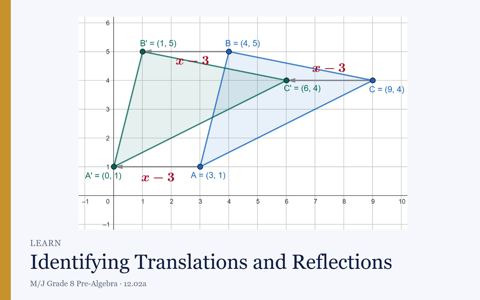 6
B' = (1, 5)
B = (4, 5)
5
x − 3
x − 3
4
C' = (6, 4)
C = (9, 4)
3
2
1
A' = (0, 1)
x − 3
A = (3, 1)
−1 0 1 2 3 4 5 6 7 8 9 10
−1
LEARN
Identifying Translations and Reflections
M/J Grade 8 Pre-Algebra · 12.02a